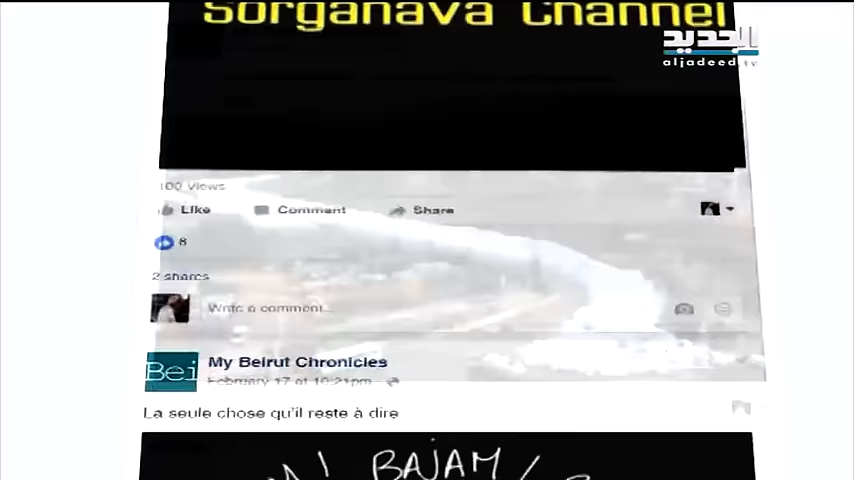 Sorganava Channel
الجديد
aljadeed.tv
100 Views
Like Comment Share
8
2 shares
Write a comment...
My Beirut Chronicles
February 17 at 10:21pm
La seule chose qu'il reste à dire
BAJAM